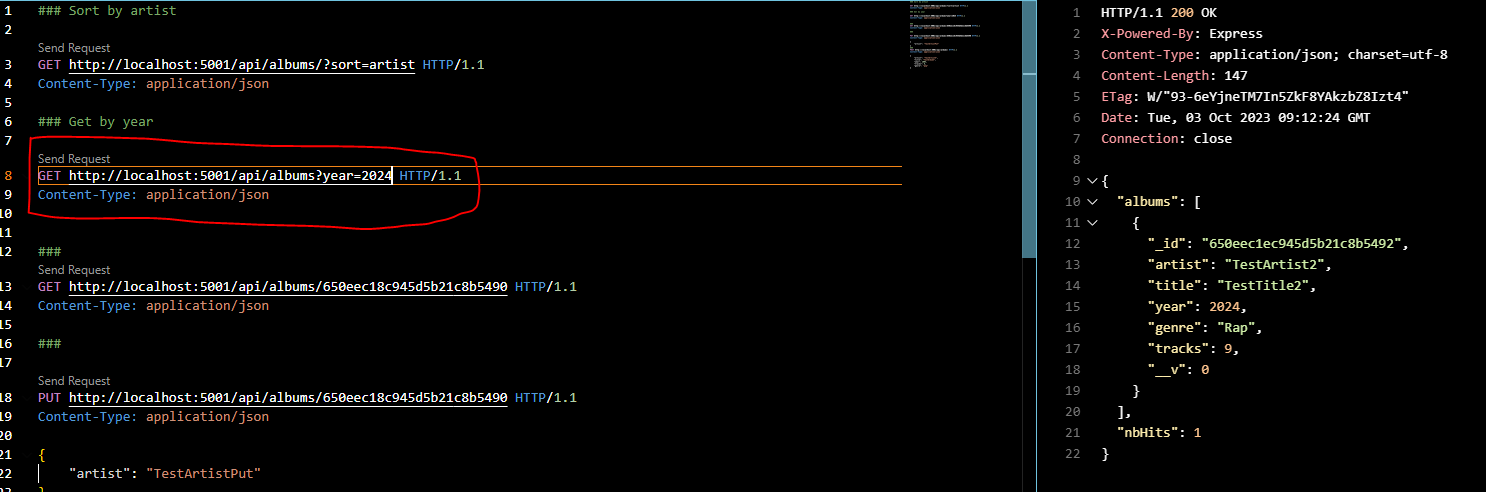 1 ### Sort by artist
2
Send Request
3 GET http://localhost:5001/api/albums/?sort=artist HTTP/1.1
4 Content-Type: application/json
5
6 ### Get by year
7
Send Request
8 GET http://localhost:5001/api/albums?year=2024 HTTP/1.1
9 Content-Type: application/json
10
11
12 ###
Send Request
13 GET http://localhost:5001/api/albums/650eec18c945d5b21c8b5490 HTTP/1.1
14 Content-Type: application/json
15
16 ###
17
Send Request
18 PUT http://localhost:5001/api/albums/650eec18c945d5b21c8b5490 HTTP/1.1
19 Content-Type: application/json
20
21 {
22 "artist": "TestArtistPut"
1 HTTP/1.1 200 OK
2 X-Powered-By: Express
3 Content-Type: application/json; charset=utf-8
4 Content-Length: 147
5 ETag: W/"93-6eYjneTM7In5ZkF8YAkzbZ8Izt4"
6 Date: Tue, 03 Oct 2023 09:12:24 GMT
7 Connection: close
8
9 {
10 "albums": [
11 {
12 "_id": "650eec1ec945d5b21c8b5492",
13 "artist": "TestArtist2",
14 "title": "TestTitle2",
15 "year": 2024,
16 "genre": "Rap",
17 "tracks": 9,
18 "__v": 0
19 }
20 ],
21 "nbHits": 1
22 }